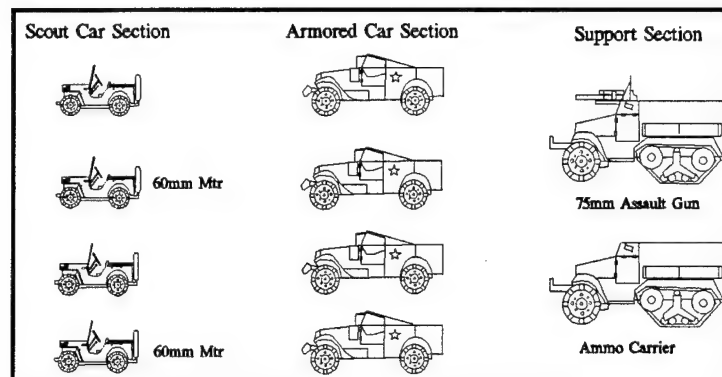 Scout Car Section
Armored Car Section
Support Section
60mm Mtr
75mm Assault Gun
60mm Mtr
Ammo Carrier